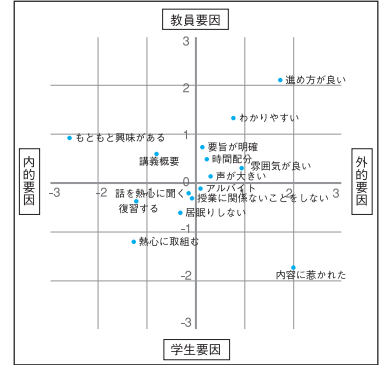 教員要因
3
進め方が良い
2
わかりやすい
1
もともと興味がある
要旨が明確
講義概要
時間配分
雰囲気が良い
声が大きい
内的要因
外的要因
-3
-2
-1
0
1
2
3
アルバイト
話を熱心に聞く
授業に関係ないことをしない
復習する
居眠りしない
-1
熱心に取組む
内容に惹かれた
-2
-3
学生要因